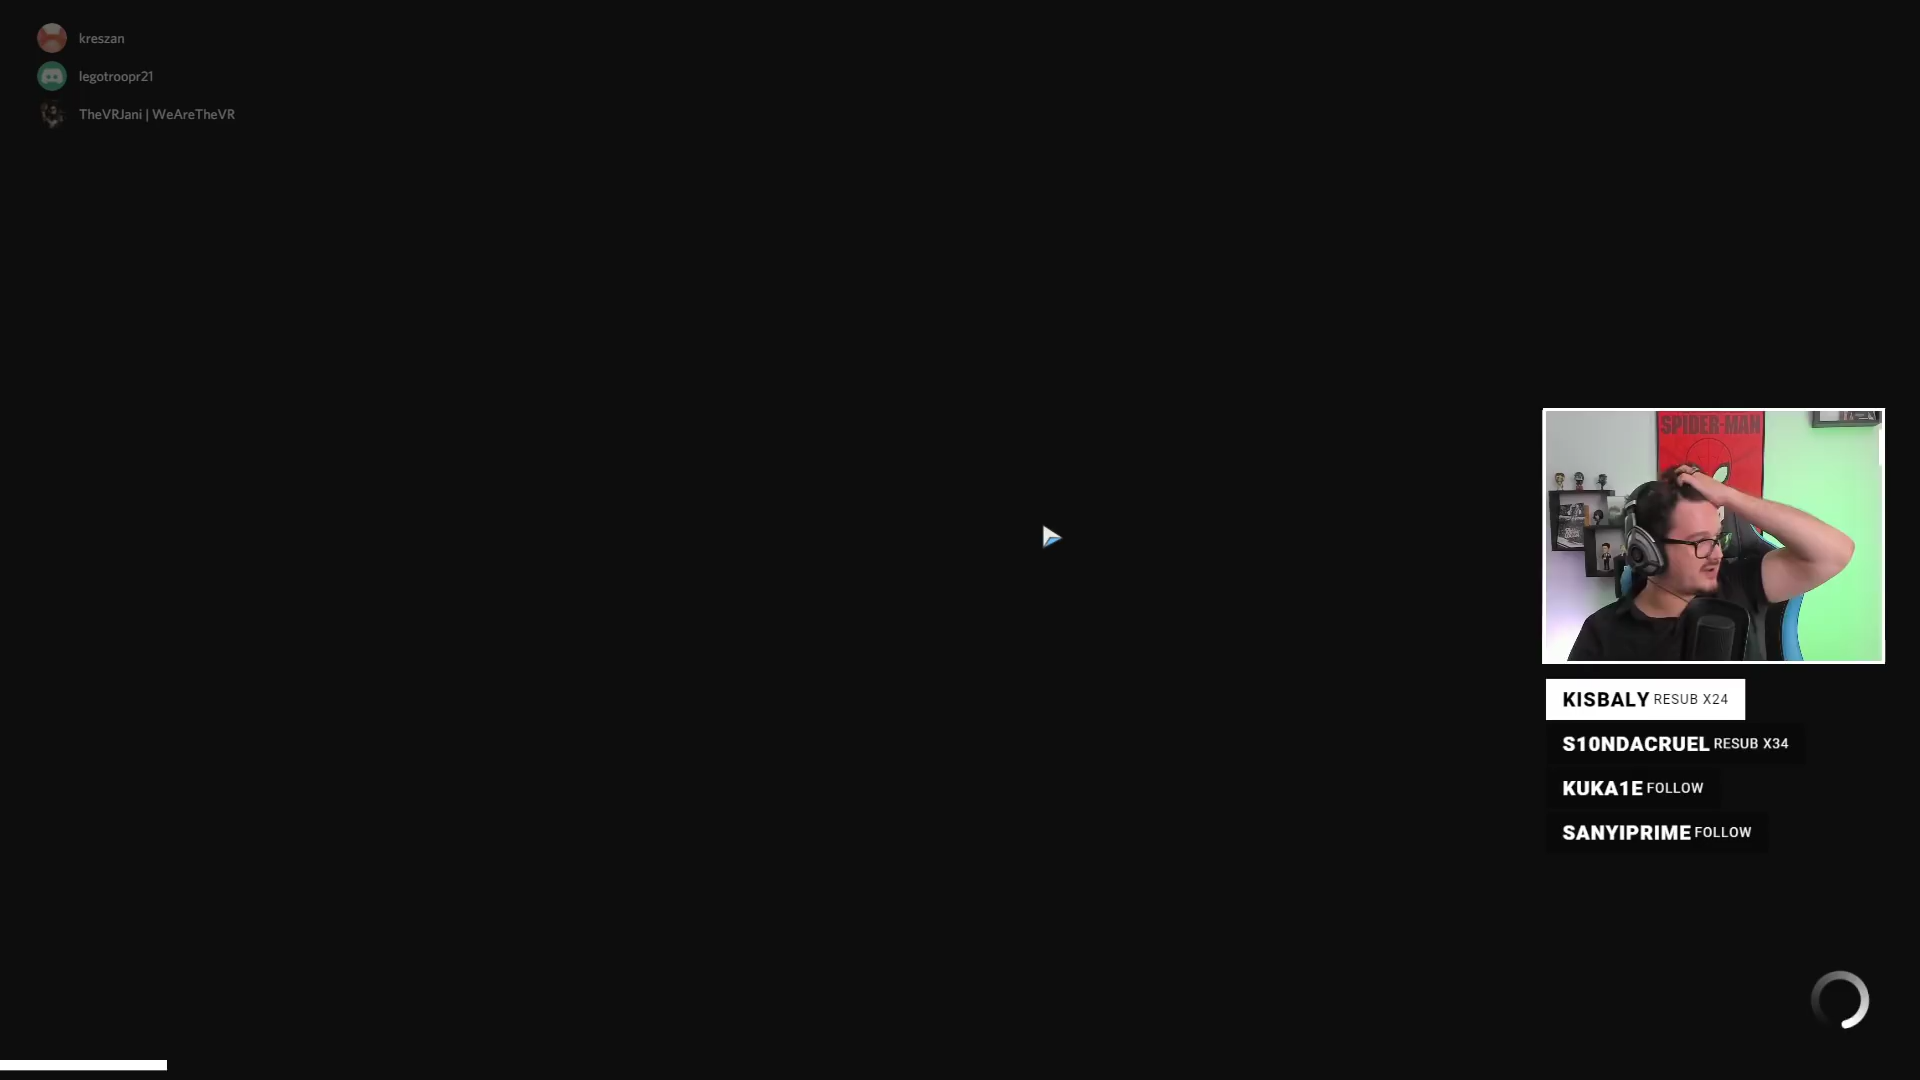 kreszan
legotroopr21
TheVRJani | WeAreTheVR
SPIDER-MAN
KISBALY RESUB X24
S10NDACRUEL RESUB X34
KUKA1E FOLLOW
SANYIPRIME FOLLOW